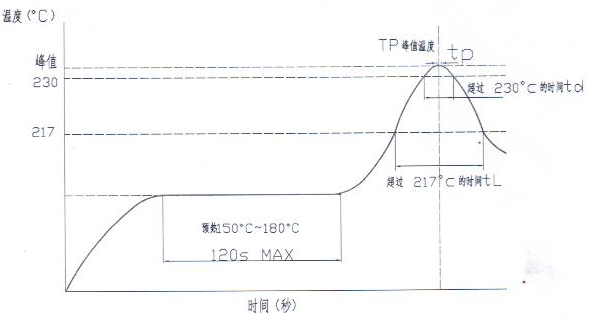 温度(°C)
TP峰值温度
tp
峰值
230
超过 230°c的时间td
217
超过 217°c的时间tL
预热150°C~180°C
120s MAX
时间(秒)